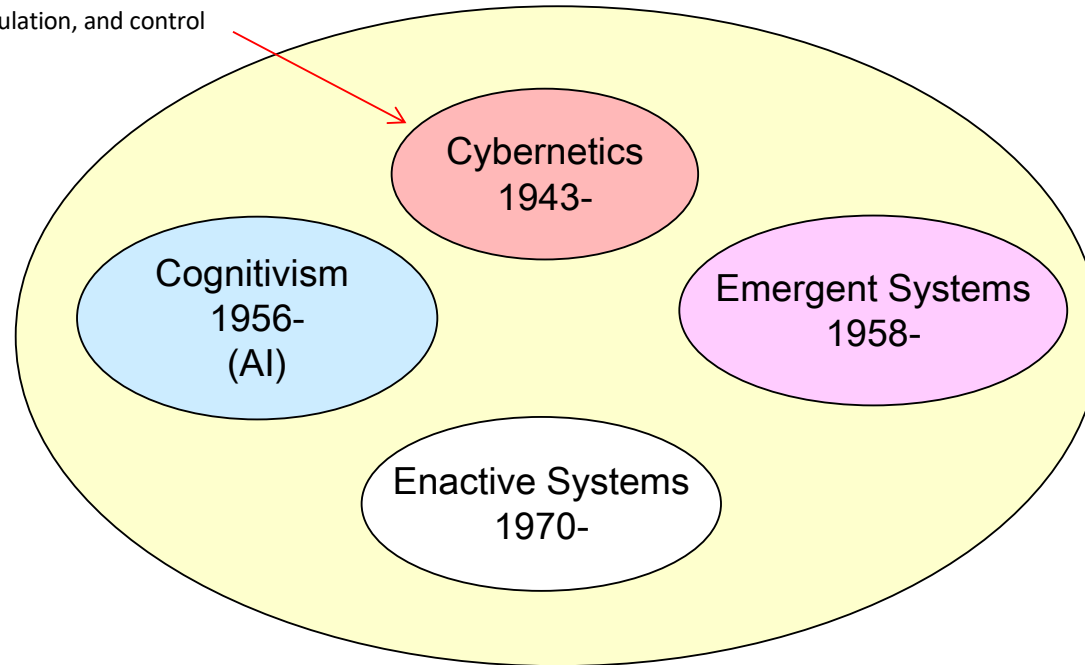 ulation, and control
Cybernetics
1943-
Cognitivism
1956-
(AI)
Emergent Systems
1958-
Enactive Systems
1970-